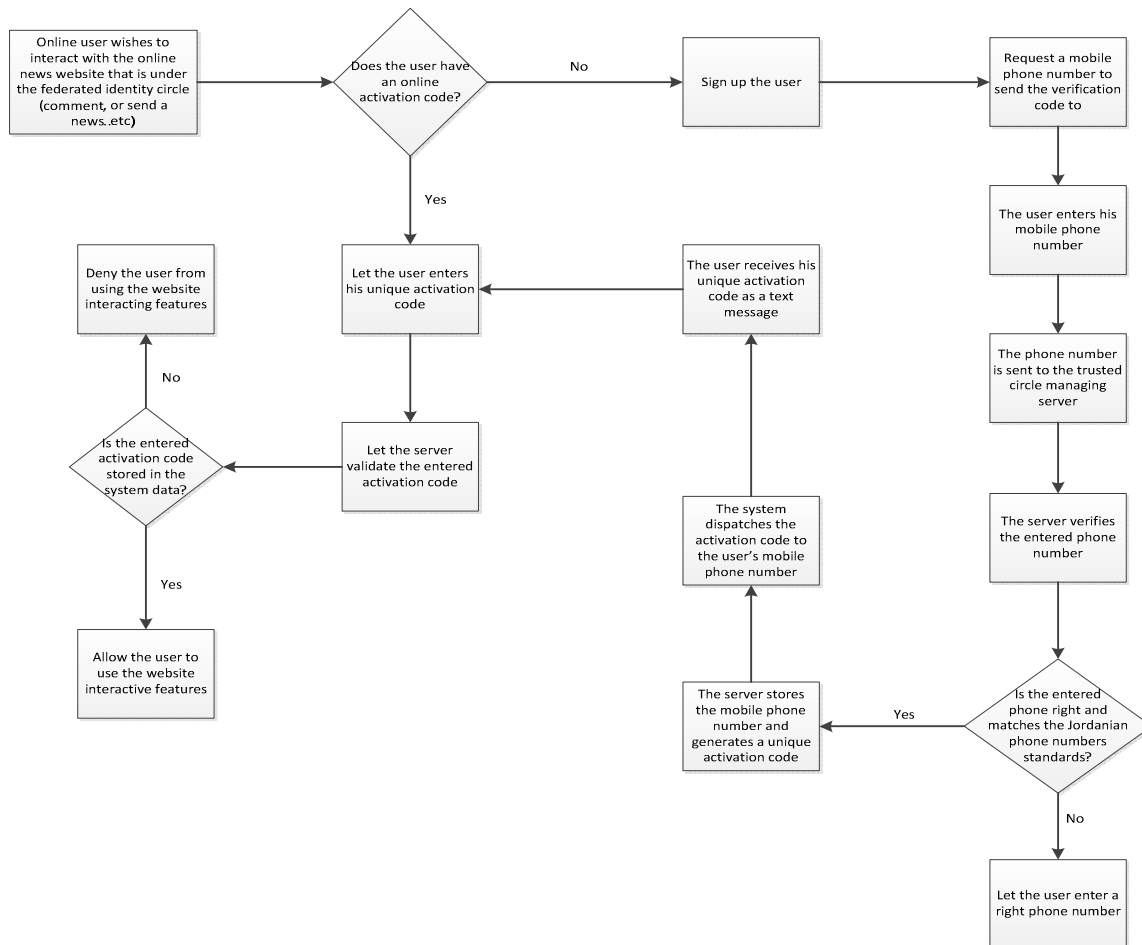 Online user wishes to
interact with the online
news website that is under
the federated identity circle
(comment, or send a
news..etc)
Does the user have
an online
activation code?
No
Sign up the user
Request a mobile
phone number to
send the verification
code to
Yes
The user enters his
mobile phone
number
Deny the user from
using the website
interacting features
Let the user enters
his unique activation
code
The user receives his
unique activation
code as a text
message
The phone number
is sent to the trusted
circle managing
server
No
Is the entered
activation code
stored in the
system data?
Let the server
validate the entered
activation code
The system
dispatches the
activation code to
the user's mobile
phone number
The server verifies
the entered phone
number
Yes
Allow the user to
use the website
interactive features
The server stores
the mobile phone
number and
generates a unique
activation code
Yes
Is the entered
phone right and
matches the Jordanian
phone numbers
standards?
No
Let the user enter a
right phone number